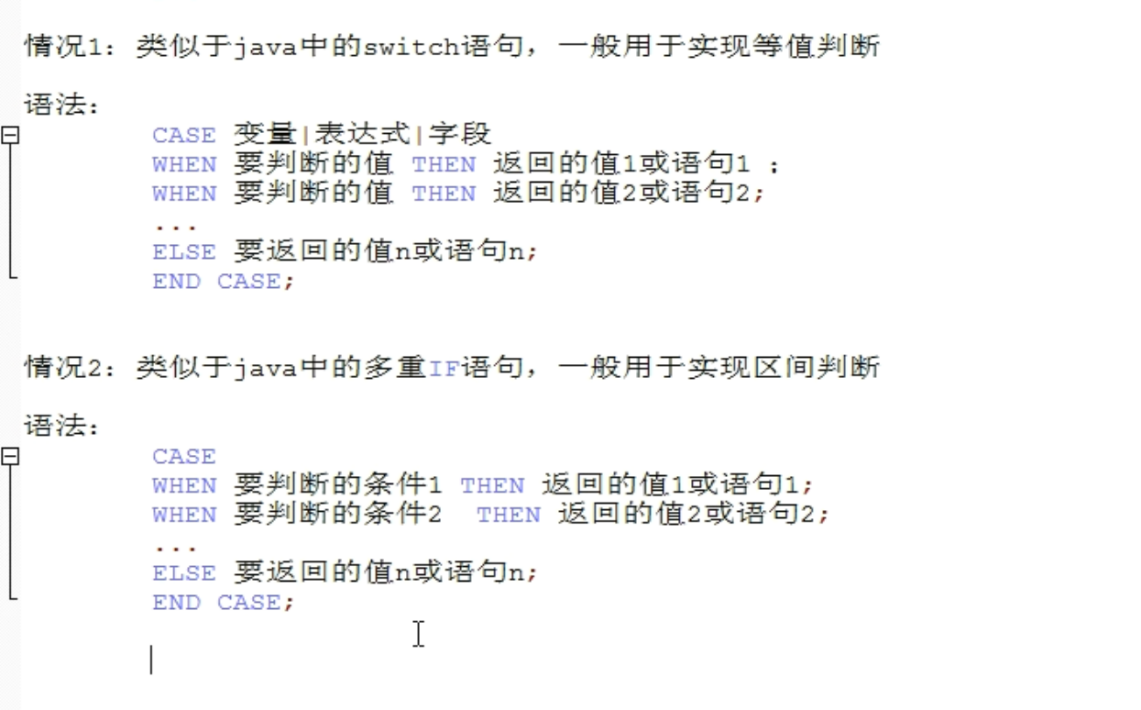 情况1：类似于java中的switch语句，一般用于实现等值判断
语法：
CASE 变量|表达式|字段
WHEN 要判断的值 THEN 返回的值1或语句1 ;
WHEN 要判断的值 THEN 返回的值2或语句2;
...
ELSE 要返回的值n或语句n;
END CASE;
情况2：类似于java中的多重IF语句，一般用于实现区间判断
语法：
CASE
WHEN 要判断的条件1 THEN 返回的值1或语句1;
WHEN 要判断的条件2 THEN 返回的值2或语句2;
...
ELSE 要返回的值n或语句n;
END CASE;